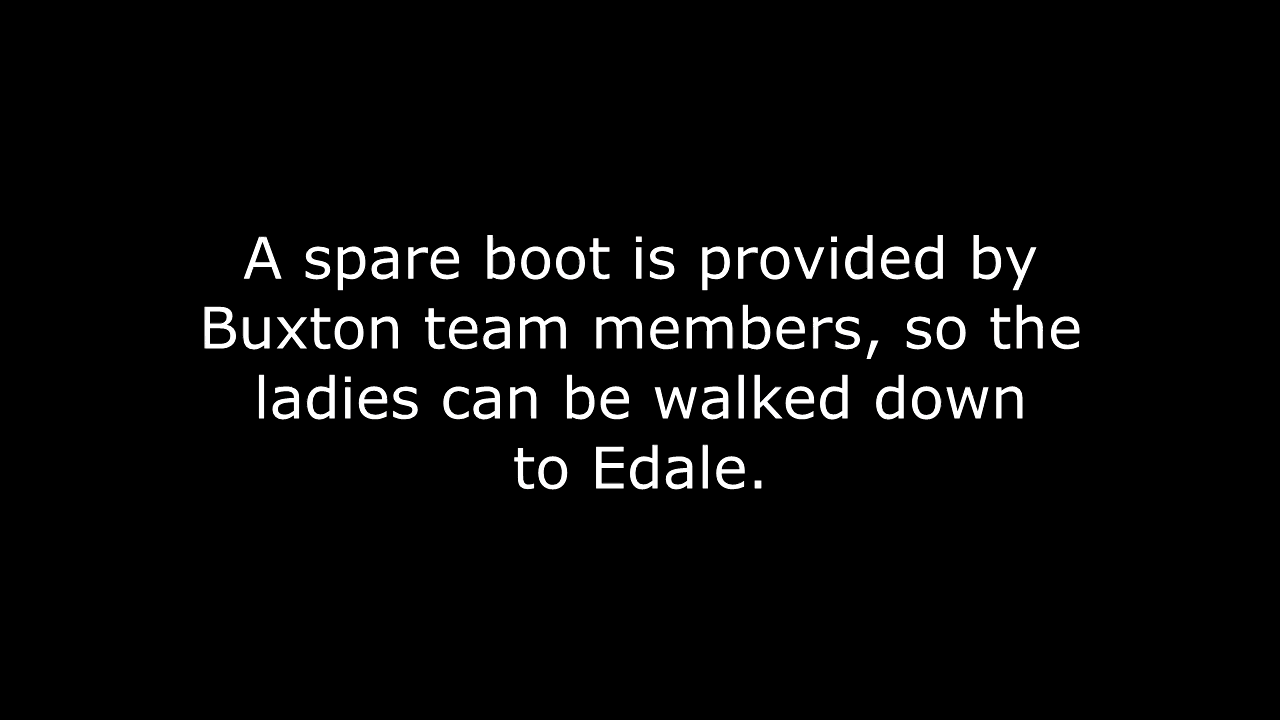 A spare boot is provided by
Buxton team members, so the
ladies can be walked down
to Edale.